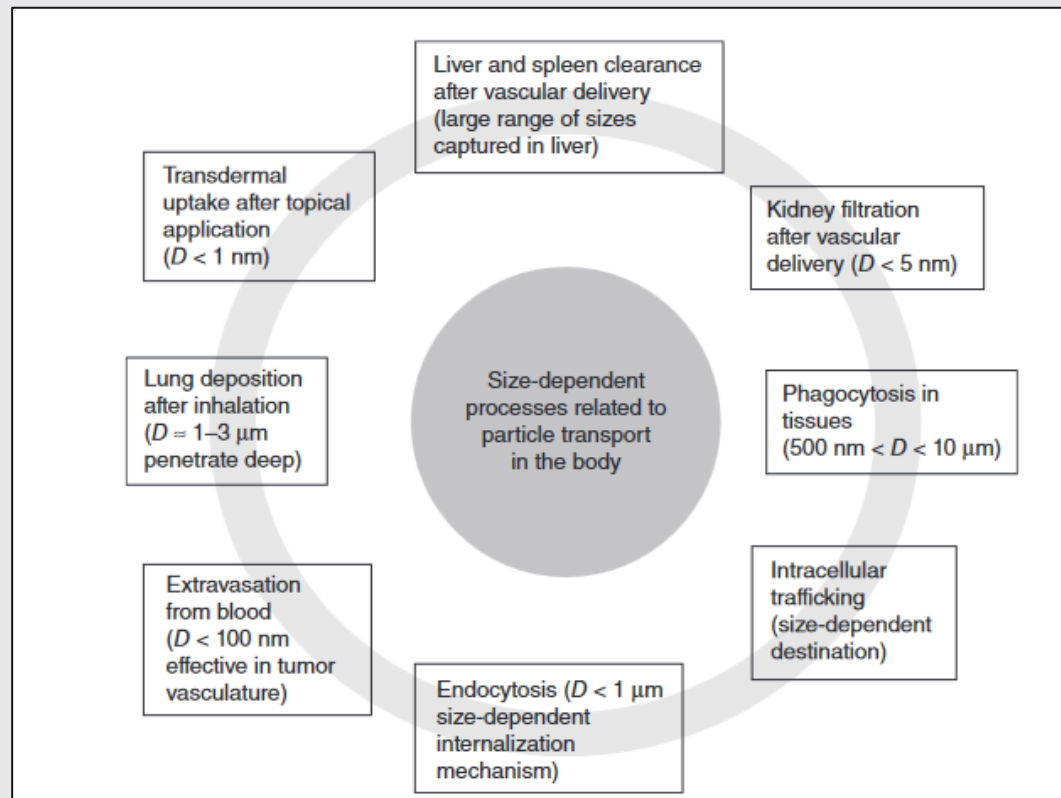 Liver and spleen clearance
after vascular delivery
(large range of sizes
captured in liver)
Transdermal
uptake after topical
application
(D < 1 nm)
Kidney filtration
after vascular
delivery (D < 5 nm)
Lung deposition
after inhalation
(D = 1–3 μm
penetrate deep)
Size-dependent
processes related to
particle transport
in the body
Phagocytosis in
tissues
(500 nm < D < 10 μm)
Extravasation
from blood
(D < 100 nm
effective in tumor
vasculature)
Intracellular
trafficking
(size-dependent
destination)
Endocytosis (D < 1 μm
size-dependent
internalization
mechanism)